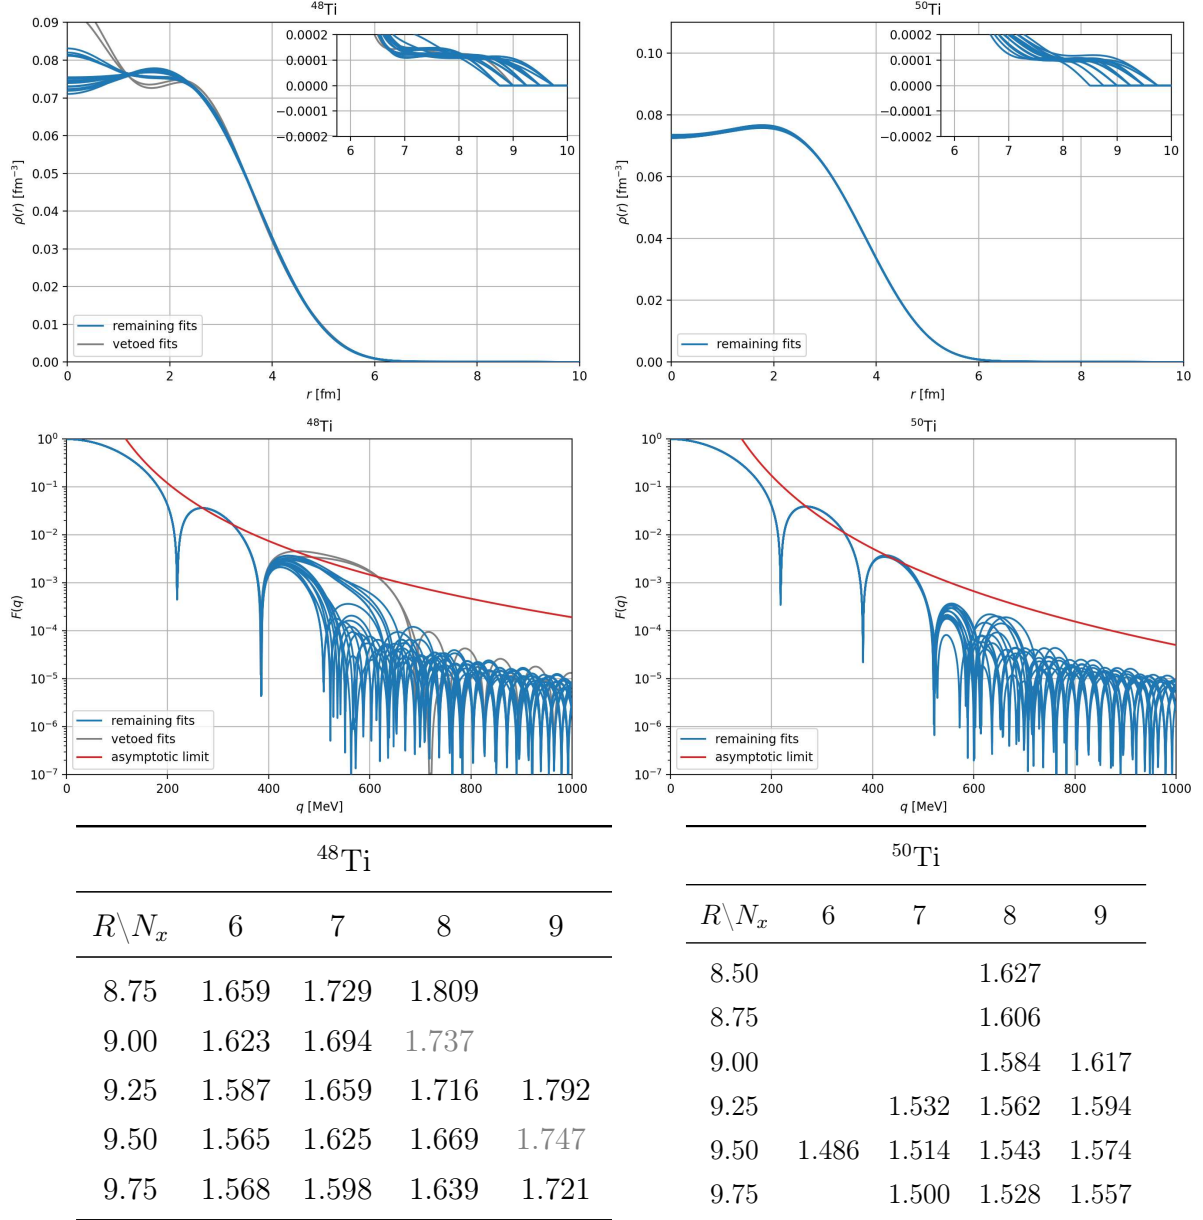 ⁴⁸Ti
0.09
0.08
0.07
0.06
0.05
0.04
0.03
0.02
0.01
0.00
ρ(r) [fm⁻³]
0.0002
0.0001
0.0000
−0.0001
−0.0002
6 7 8 9 10
remaining fits
vetoed fits
0 2 4 6 8 10
r [fm]
⁵⁰Ti
0.10
0.08
0.06
0.04
0.02
0.00
ρ(r) [fm⁻³]
0.0002
0.0001
0.0000
−0.0001
−0.0002
6 7 8 9 10
remaining fits
0 2 4 6 8 10
r [fm]
⁴⁸Ti
10⁰
10⁻¹
10⁻²
10⁻³
10⁻⁴
10⁻⁵
10⁻⁶
10⁻⁷
F(q)
remaining fits
vetoed fits
asymptotic limit
0 200 400 600 800 1000
q [MeV]
⁵⁰Ti
10⁰
10⁻¹
10⁻²
10⁻³
10⁻⁴
10⁻⁵
10⁻⁶
10⁻⁷
F(q)
remaining fits
asymptotic limit
0 200 400 600 800 1000
q [MeV]
⁴⁸Ti
R\Nₓ 6 7 8 9
8.75 1.659 1.729 1.809
9.00 1.623 1.694 1.737
9.25 1.587 1.659 1.716 1.792
9.50 1.565 1.625 1.669 1.747
9.75 1.568 1.598 1.639 1.721
⁵⁰Ti
R\Nₓ 6 7 8 9
8.50 1.627
8.75 1.606
9.00 1.584 1.617
9.25 1.532 1.562 1.594
9.50 1.486 1.514 1.543 1.574
9.75 1.500 1.528 1.557